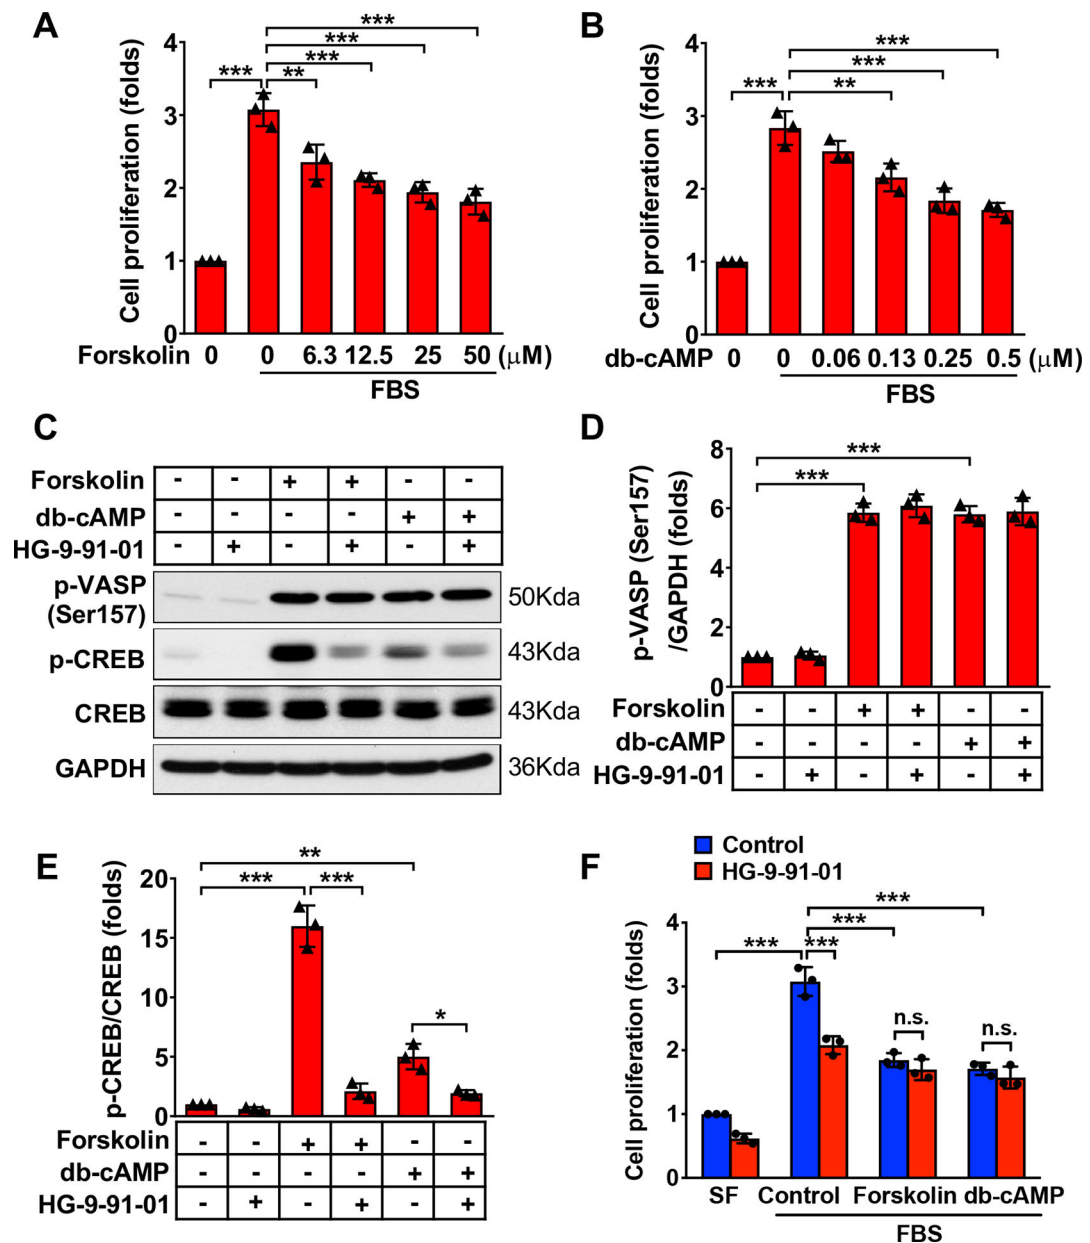 A
Cell proliferation (folds)
4
3
2
1
0
*** ** *** *** ***
Forskolin 0 0 6.3 12.5 25 50 (μM)
FBS
B
Cell proliferation (folds)
4
3
2
1
0
*** ** *** ***
db-cAMP 0 0 0.06 0.13 0.25 0.5 (μM)
FBS
C
Forskolin - - + + - -
db-cAMP - - - - + +
HG-9-91-01 - + - + - +
p-VASP
(Ser157)
50Kda
p-CREB 43Kda
CREB 43Kda
GAPDH 36Kda
D
p-VASP (Ser157)
/GAPDH (folds)
8
6
4
2
0
*** ***
Forskolin - - + + - -
db-cAMP - - - - + +
HG-9-91-01 - + - + - +
E
p-CREB/CREB (folds)
20
15
10
5
0
**
*** ***
*
Forskolin - - + + - -
db-cAMP - - - - + +
HG-9-91-01 - + - + - +
F
Control
HG-9-91-01
Cell proliferation (folds)
4
3
2
1
0
***
***
*** ***
n.s. n.s.
SF Control Forskolin db-cAMP
FBS